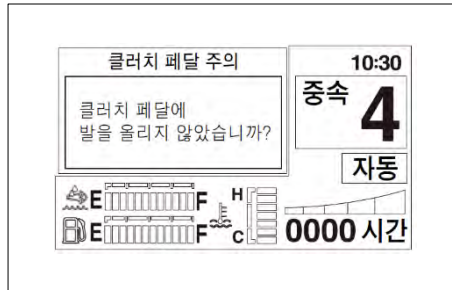 클러치 페달 주의
클러치 페달에
발을 올리지 않았습니까?
10:30
중속 4
자동
E F
E F
H
C
0000 시간